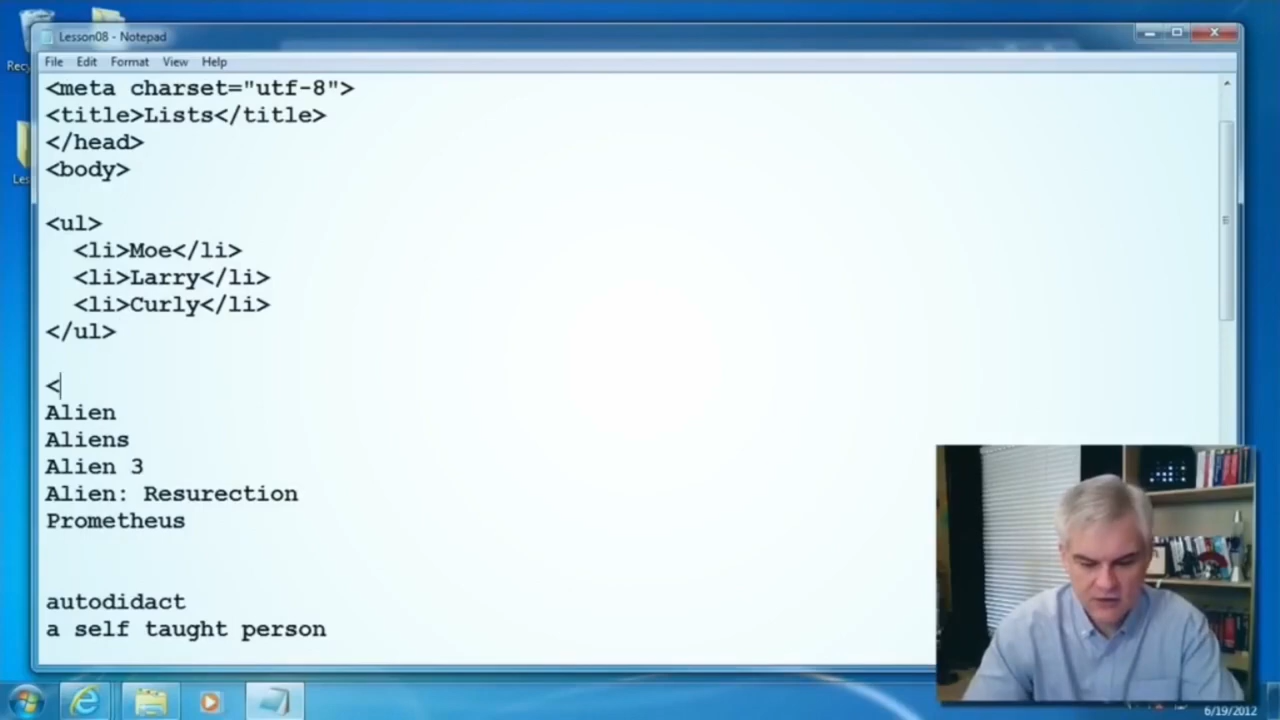 Lesson08 - Notepad
File Edit Format View Help
<meta charset="utf-8">
<title>Lists</title>
</head>
<body>
<ul>
<li>Moe</li>
<li>Larry</li>
<li>Curly</li>
</ul>
<
Alien
Aliens
Alien 3
Alien: Resurection
Prometheus
autodidact
a self taught person
6/19/2012